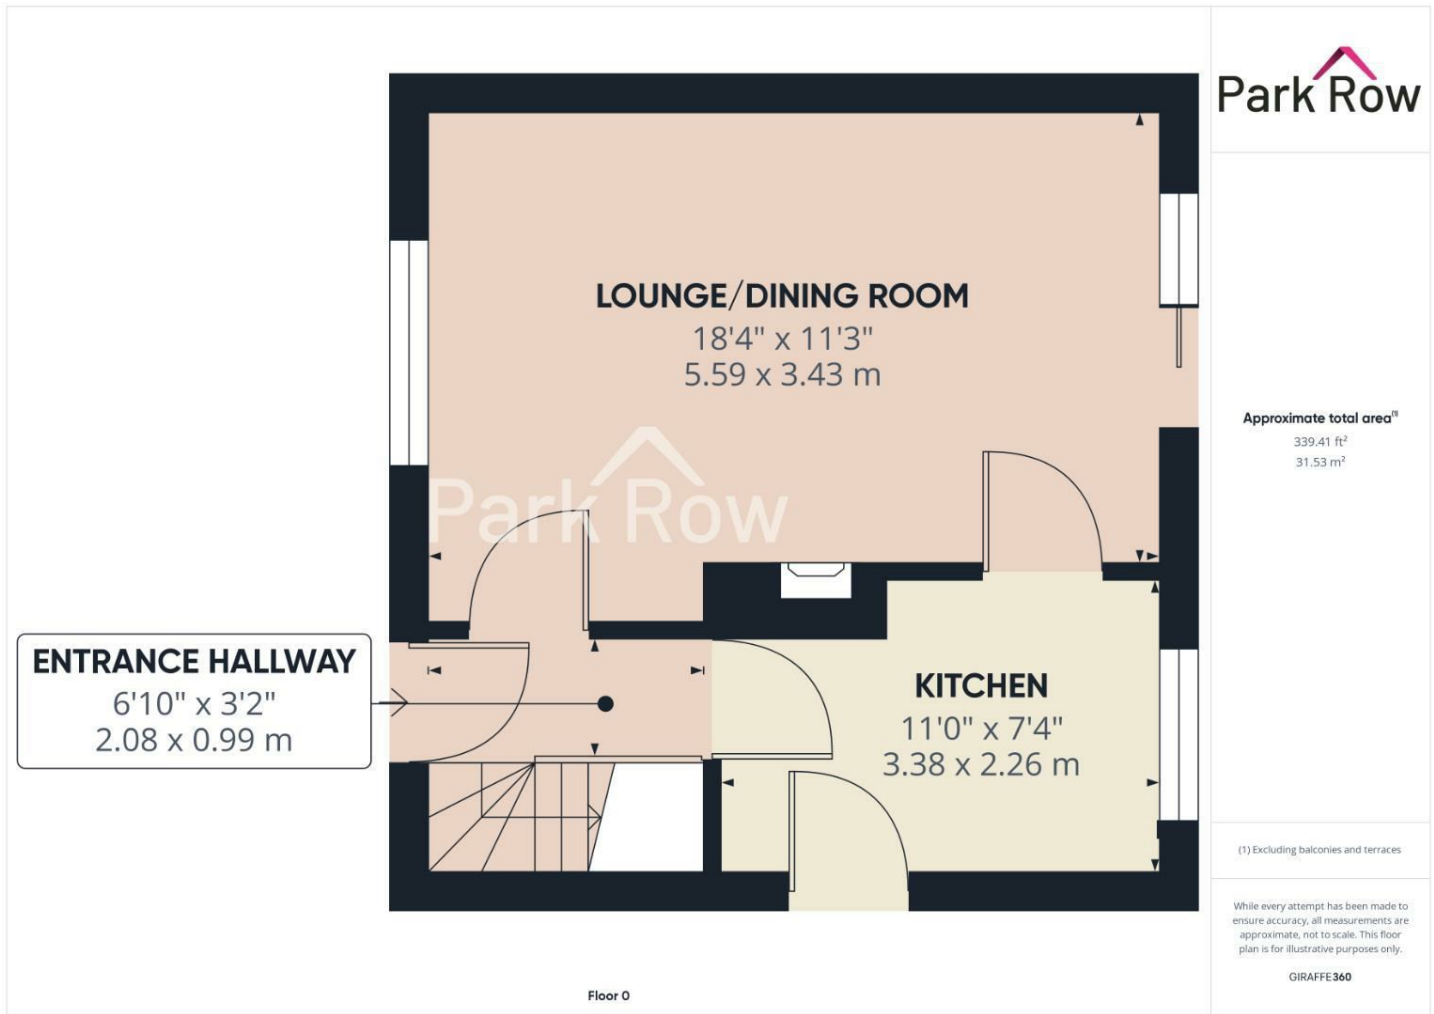 LOUNGE/DINING ROOM
18'4" x 11'3"
5.59 x 3.43 m
Park Row
ENTRANCE HALLWAY
6'10" x 3'2"
2.08 x 0.99 m
KITCHEN
11'0" x 7'4"
3.38 x 2.26 m
Floor 0
Park Row
Approximate total area(1)
339.41 ft²
31.53 m²
(1) Excluding balconies and terraces
While every attempt has been made to
ensure accuracy, all measurements are
approximate, not to scale. This floor
plan is for illustrative purposes only.
GIRAFFE360